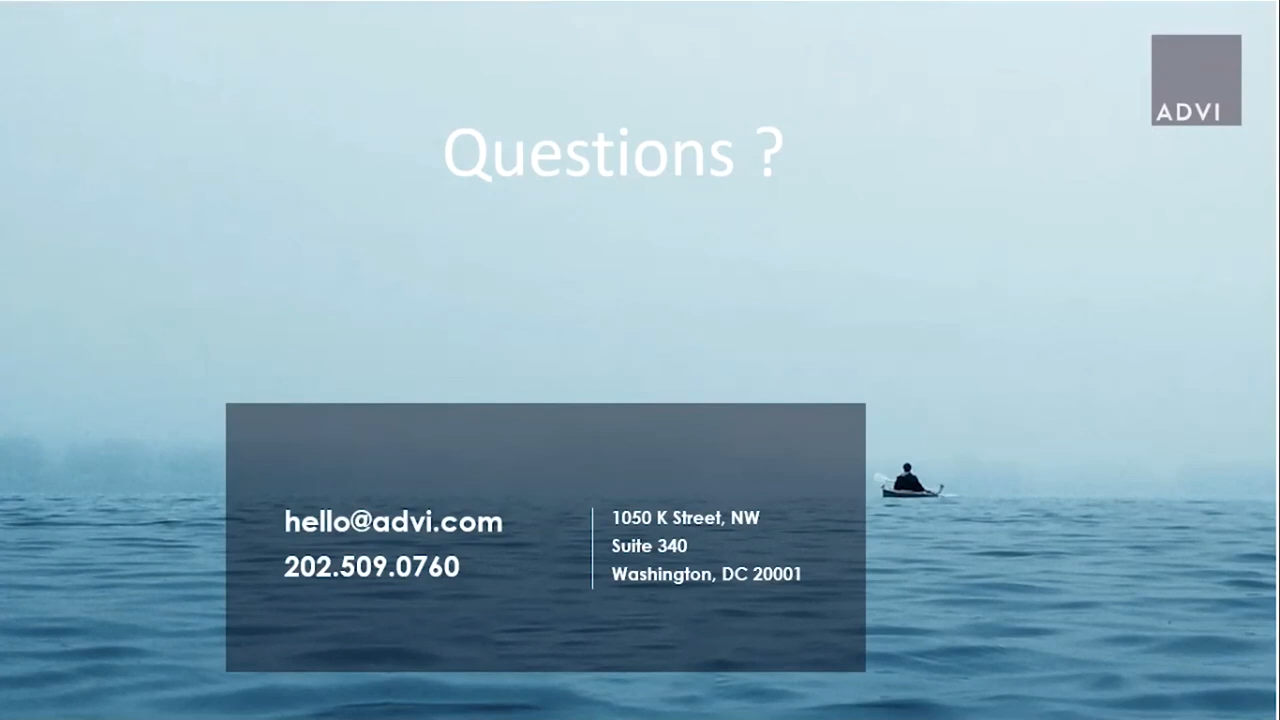 ADVI
Questions ?
hello@advi.com
202.509.0760
1050 K Street, NW
Suite 340
Washington, DC 20001